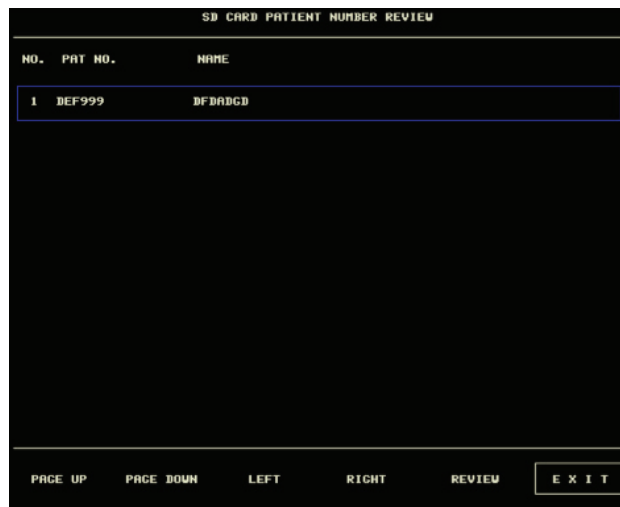 SD CARD PATIENT NUMBER REVIEW
NO. PAT NO. NAME
1 DEF999 DFDADGD
PAGE UP PAGE DOWN LEFT RIGHT REVIEW E X I T